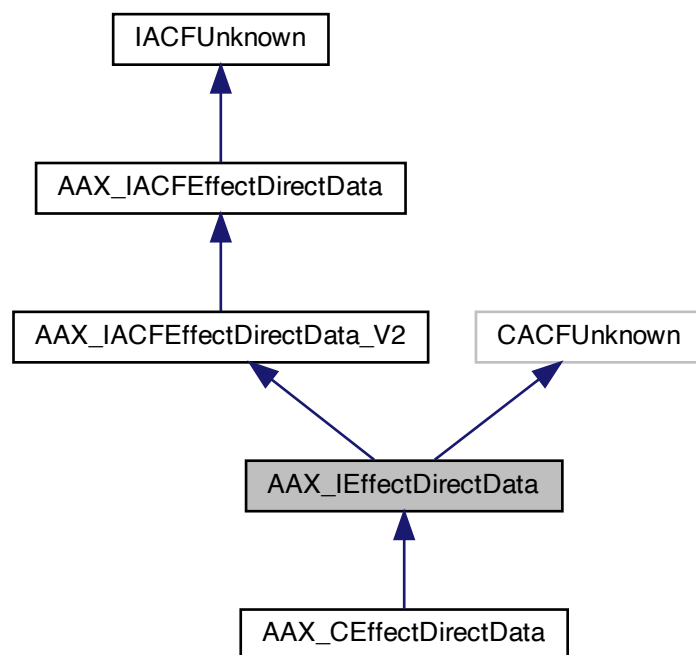 IACFUnknown
AAX_IACFEffectDirectData
AAX_IACFEffectDirectData_V2
CACFUnknown
AAX_IEffectDirectData
AAX_CEffectDirectData